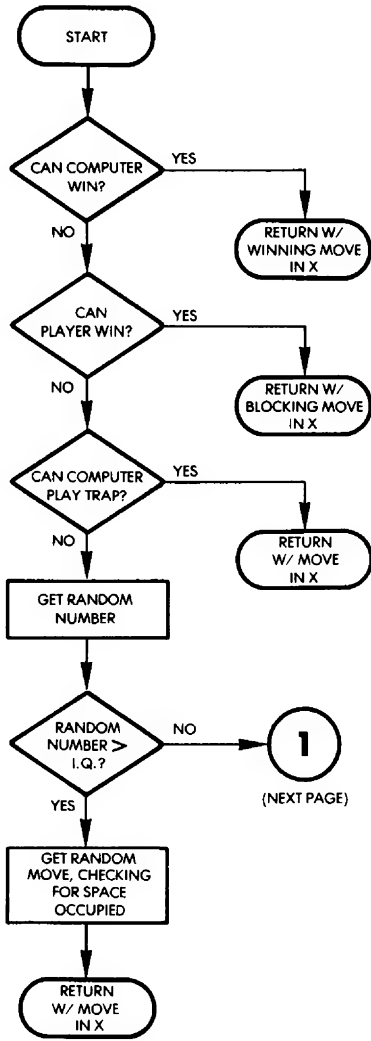 START
CAN COMPUTER
WIN?
YES
NO
RETURN W/
WINNING MOVE
IN X
CAN
PLAYER WIN?
YES
NO
RETURN W/
BLOCKING MOVE
IN X
CAN COMPUTER
PLAY TRAP?
YES
NO
RETURN
W/ MOVE
IN X
GET RANDOM
NUMBER
RANDOM
NUMBER >
I.Q.?
NO
1
(NEXT PAGE)
YES
GET RANDOM
MOVE, CHECKING
FOR SPACE
OCCUPIED
RETURN
W/ MOVE
IN X